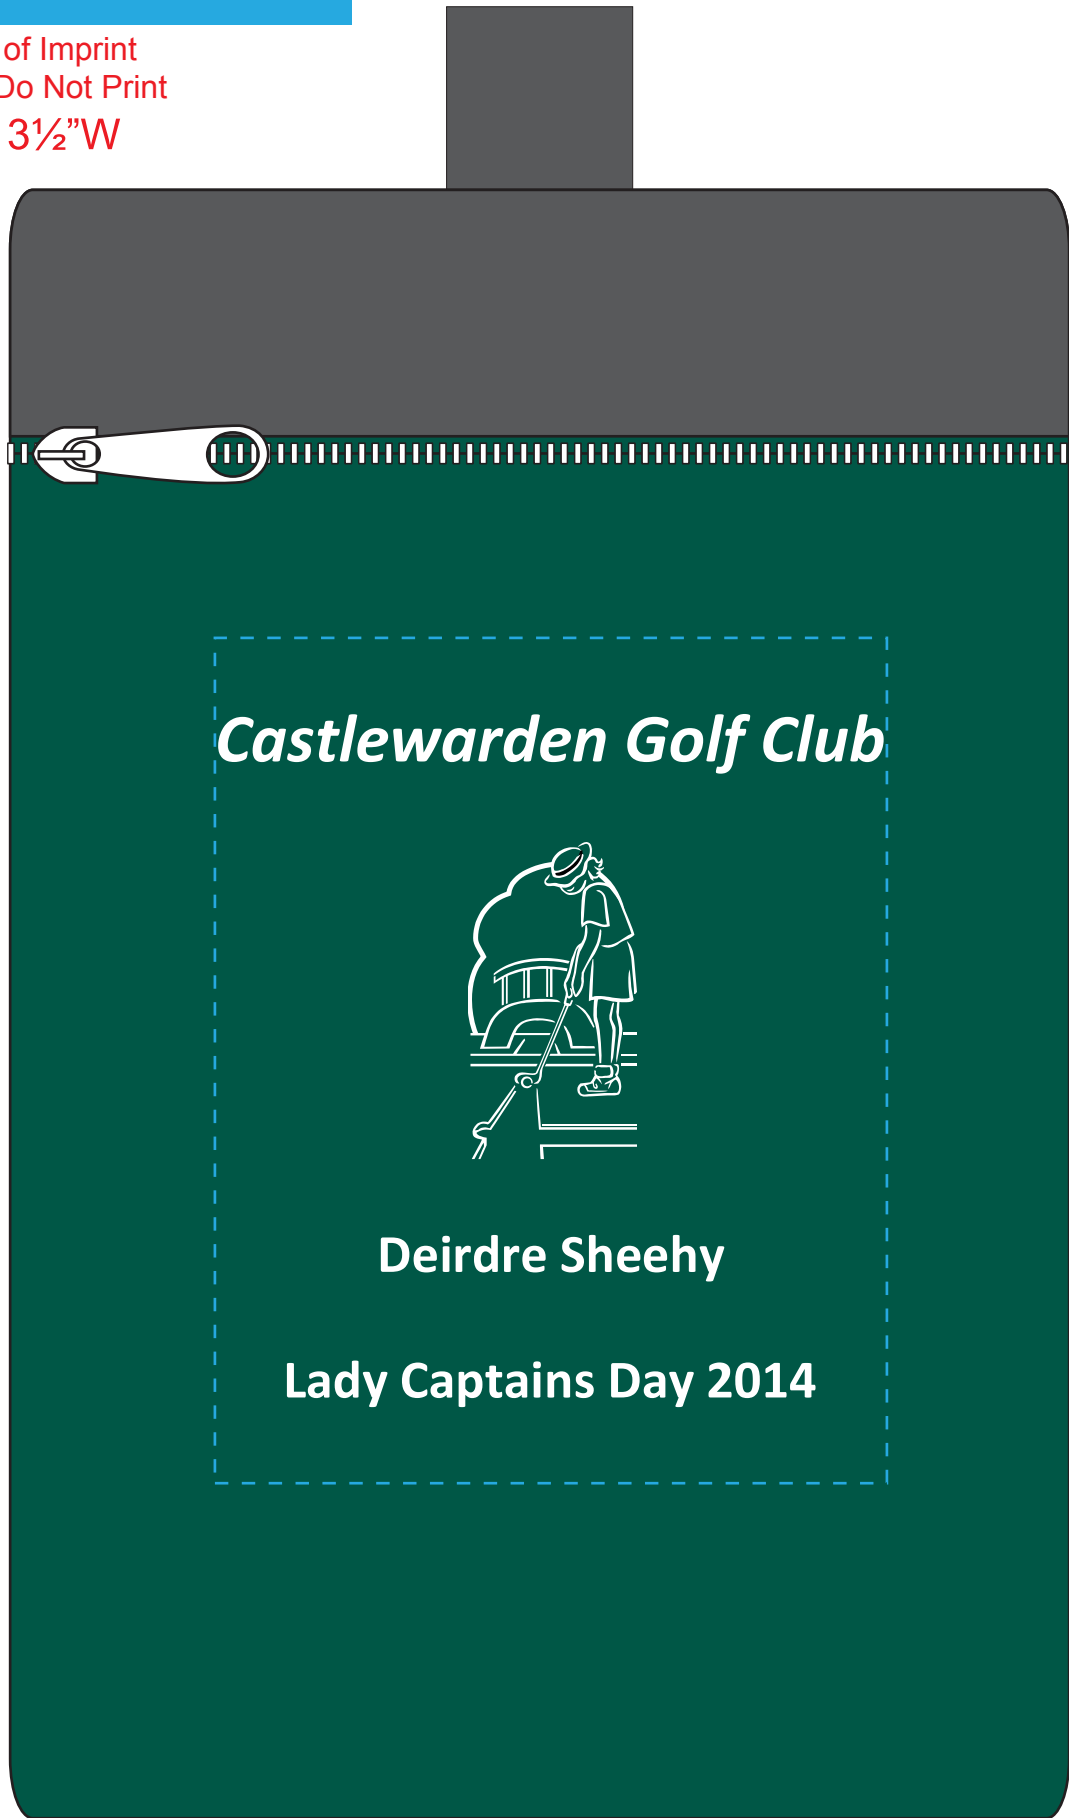 of Imprint
Do Not Print
3½”W
Castlewarden Golf Club
Deirdre Sheehy
Lady Captains Day 2014